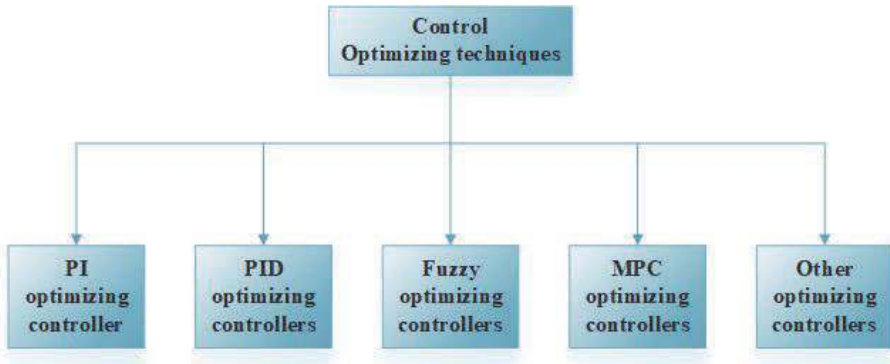 Control
Optimizing techniques
PI
optimizing
controller
PID
optimizing
controllers
Fuzzy
optimizing
controllers
MPC
optimizing
controllers
Other
optimizing
controllers